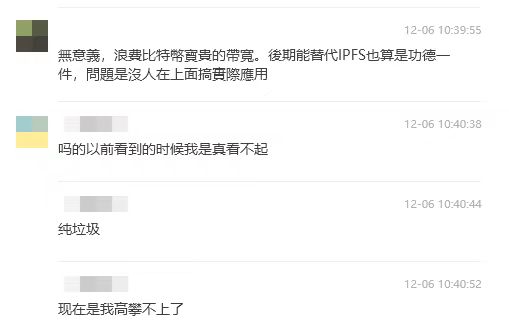 12-06 10:39:55
無意義，浪費比特幣寶貴的帶寬。後期能替代IPFS也算是功德一
件，問題是沒人在上面搞實際應用
12-06 10:40:38
吗的以前看到的时候我是真看不起
12-06 10:40:44
纯垃圾
12-06 10:40:52
现在是我高攀不上了